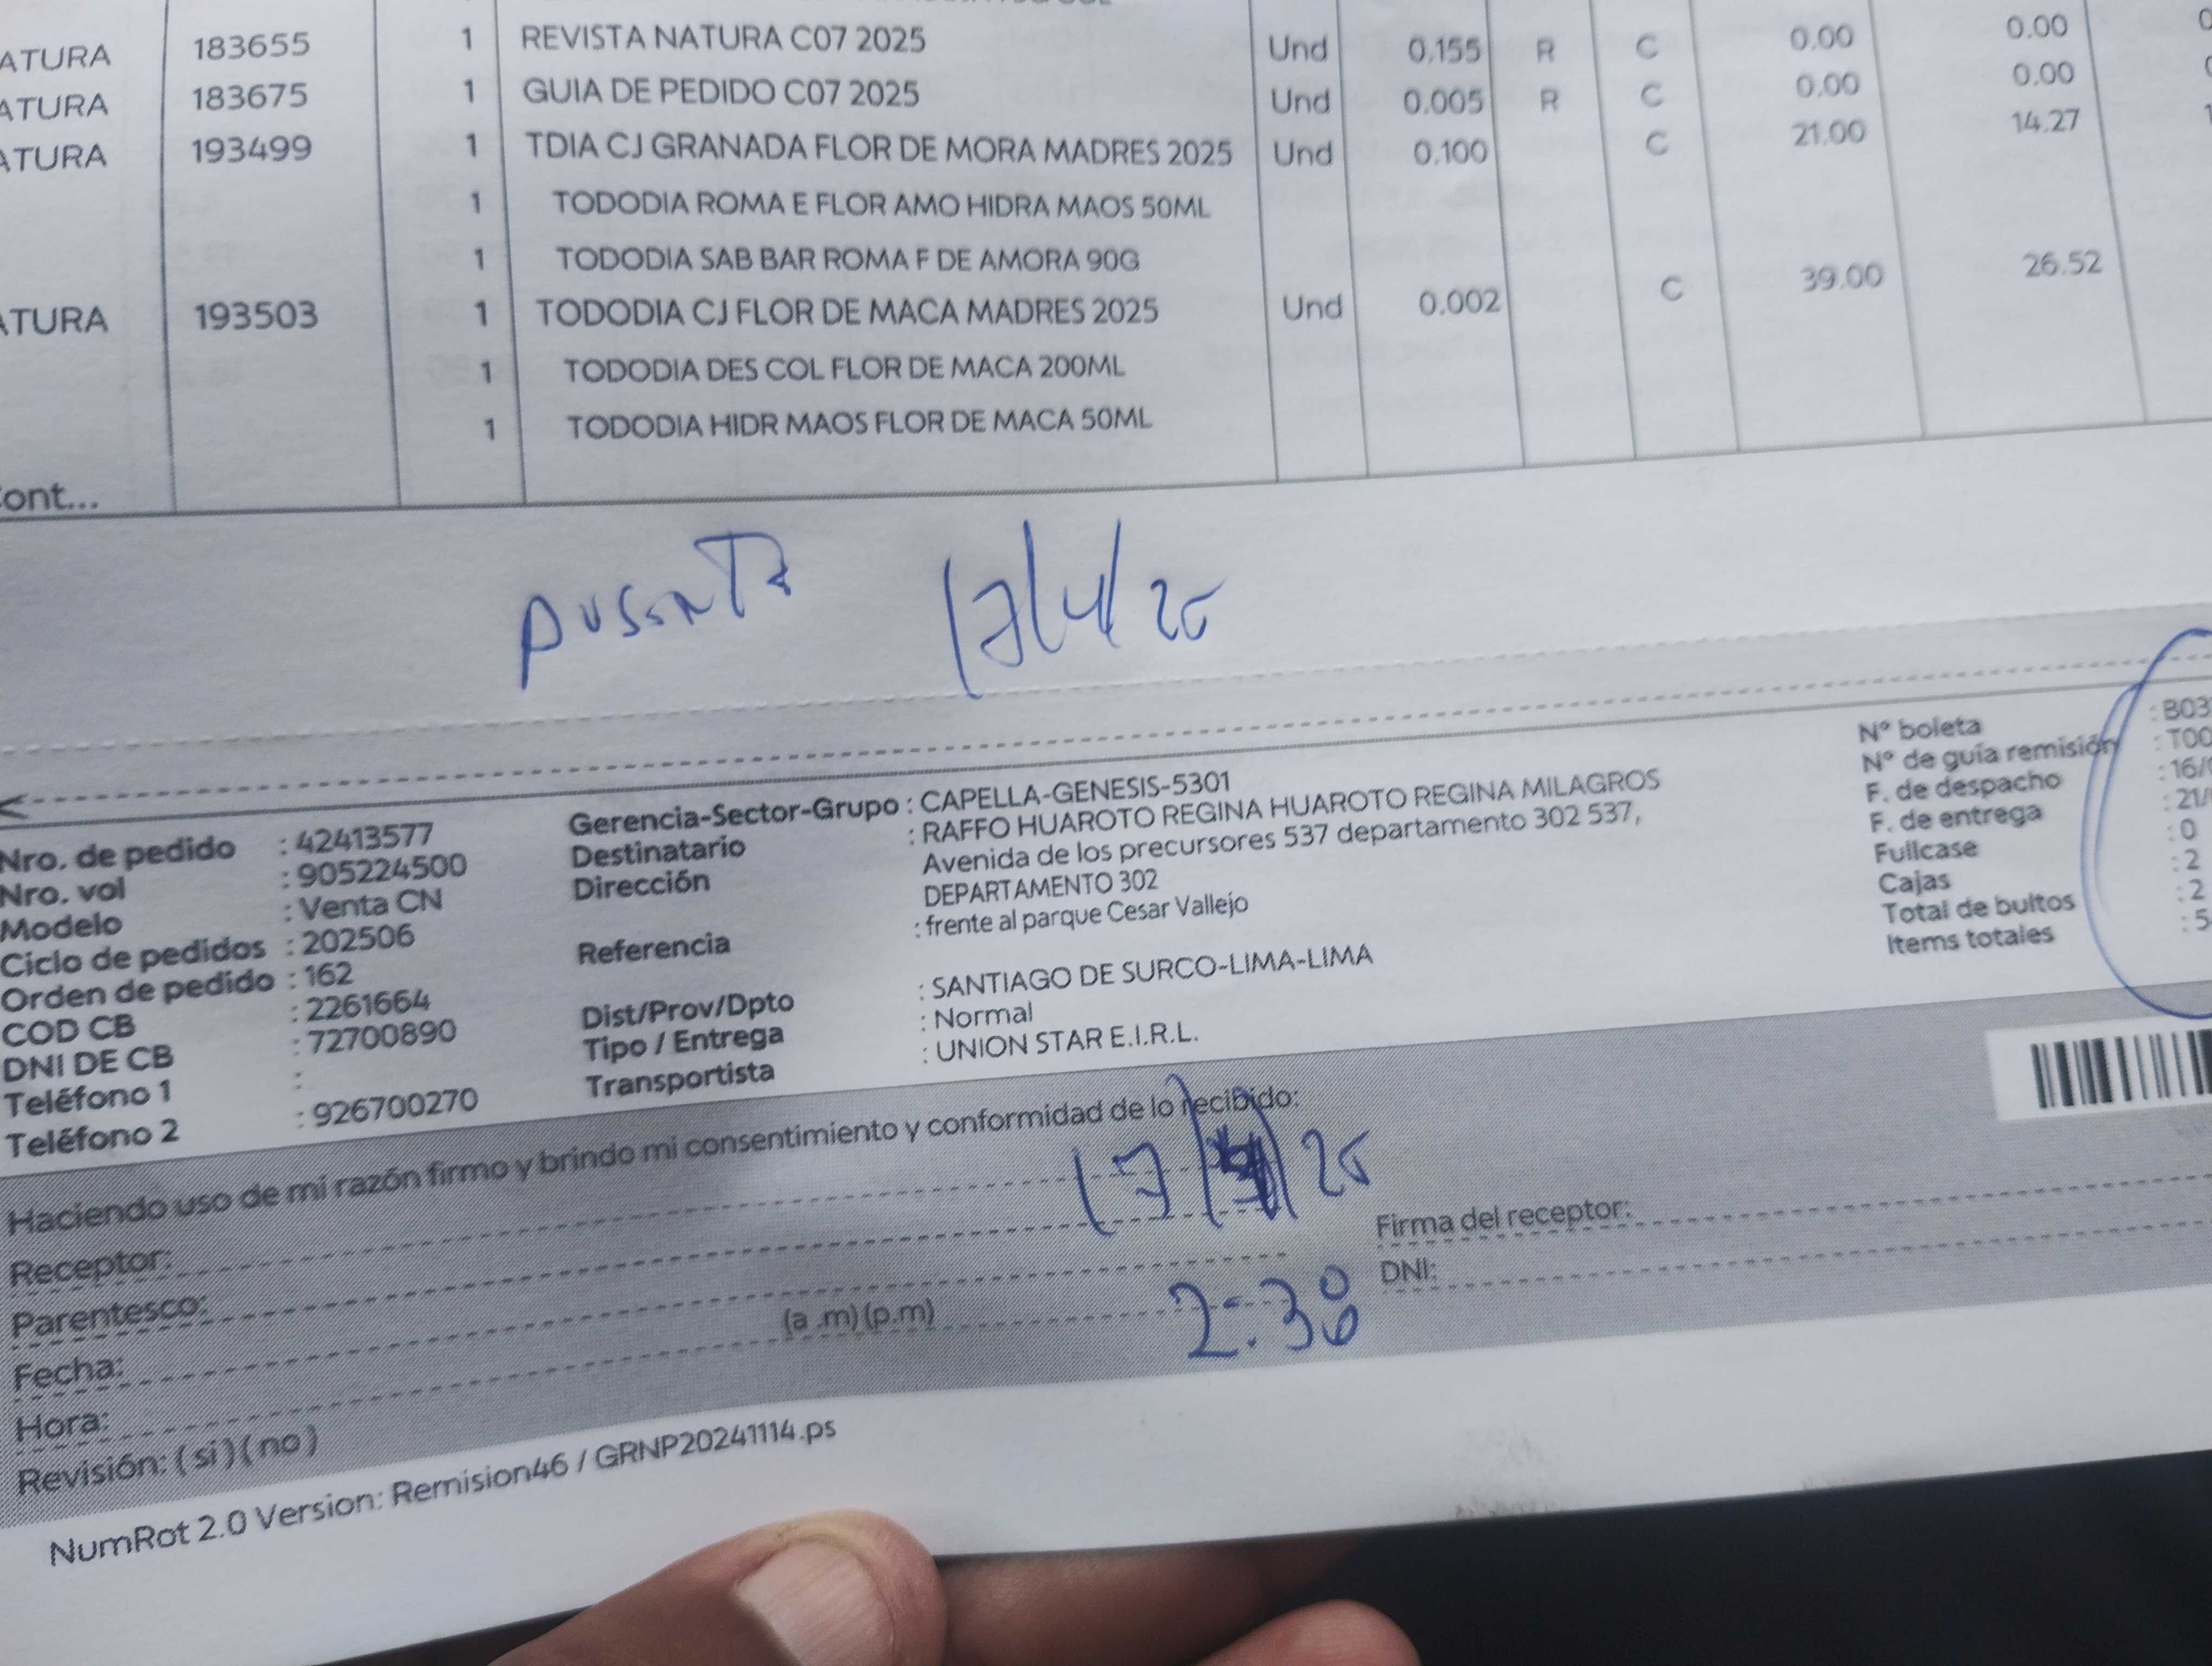 ATURA 183655 1 REVISTA NATURA C07 2025 Und 0.155 R C 0.00 0.00
ATURA 183675 1 GUIA DE PEDIDO C07 2025 Und 0.005 R C 0.00 0.00
ATURA 193499 1 TDIA CJ GRANADA FLOR DE MORA MADRES 2025 Und 0.100 C 21.00 14.27
1 TODODIA ROMA E FLOR AMO HIDRA MAOS 50ML
1 TODODIA SAB BAR ROMA F DE AMORA 90G
ATURA 193503 1 TODODIA CJ FLOR DE MACA MADRES 2025 Und 0.002 C 39.00 26.52
1 TODODIA DES COL FLOR DE MACA 200ML
1 TODODIA HIDR MAOS FLOR DE MACA 50ML
ont...
17/4/25
Nro. de pedido : 42413577
Nro. vol : 905224500
Modelo : Venta CN
Ciclo de pedidos : 202506
Orden de pedido : 162
COD CB : 2261664
DNI DE CB : 72700890
Teléfono 1 :
Teléfono 2 : 926700270
Gerencia-Sector-Grupo : CAPELLA-GENESIS-5301
Destinatario : RAFFO HUAROTO REGINA HUAROTO REGINA MILAGROS
Dirección Avenida de los precursores 537 departamento 302 537,
DEPARTAMENTO 302
Referencia : frente al parque Cesar Vallejo
Dist/Prov/Dpto : SANTIAGO DE SURCO-LIMA-LIMA
Tipo / Entrega : Normal
Transportista : UNION STAR E.I.R.L.
N° boleta : B03
N° de guía remisión : T00
F. de despacho : 16/
F. de entrega : 21/
Fullcase : 0
Cajas : 2
Total de bultos : 2
Items totales : 5
Haciendo uso de mi razón firmo y brindo mi consentimiento y conformidad de lo recibido:
Receptor:
17/4/25
Parentesco:
Fecha:
Hora: (a .m) (p.m)
2:38
Revisión: ( si ) ( no )
Firma del receptor:
DNI:
NumRot 2.0 Version: Remision46 / GRNP20241114.ps